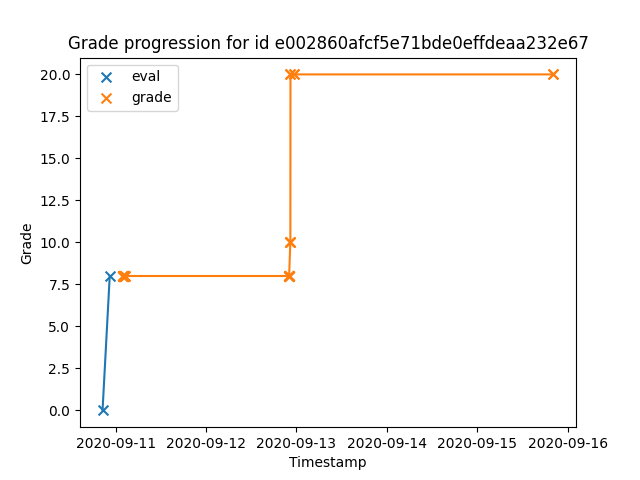 Grade progression for id e002860afcf5e71bde0effdeaa232e67
eval
grade
20.0
17.5
15.0
12.5
10.0
7.5
5.0
2.5
0.0
Grade
2020-09-11 2020-09-12 2020-09-13 2020-09-14 2020-09-15 2020-09-16
Timestamp